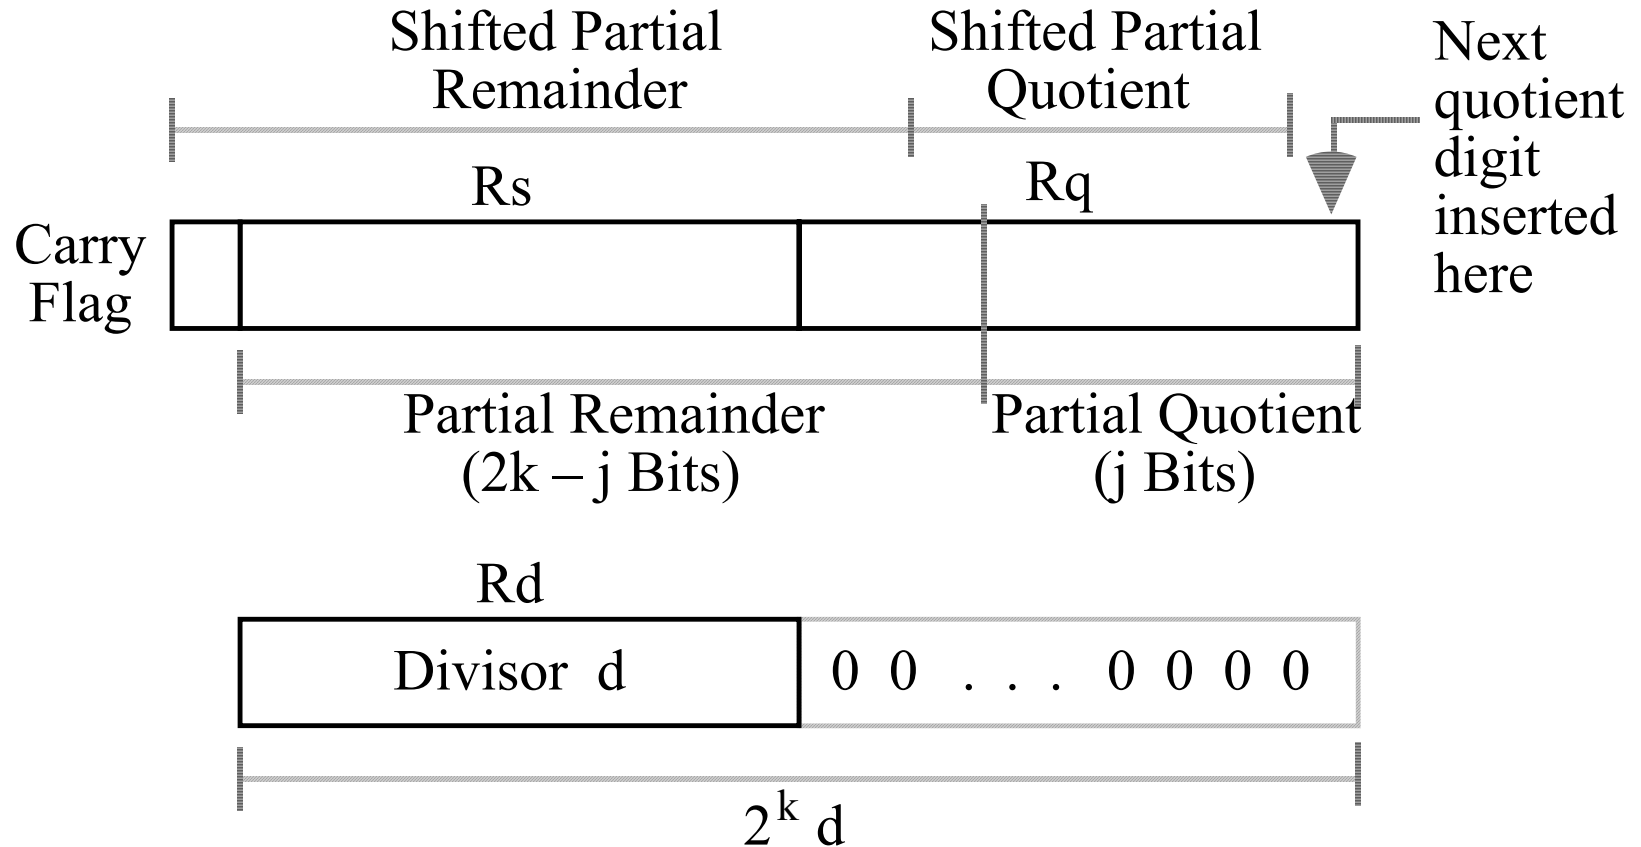 Shifted Partial
Remainder
Shifted Partial
Quotient
Next
quotient
digit
inserted
here
Rs
Rq
Carry
Flag
Partial Remainder
(2k – j Bits)
Partial Quotient
(j Bits)
Rd
Divisor d
0 0 . . . 0 0 0 0
2^k d